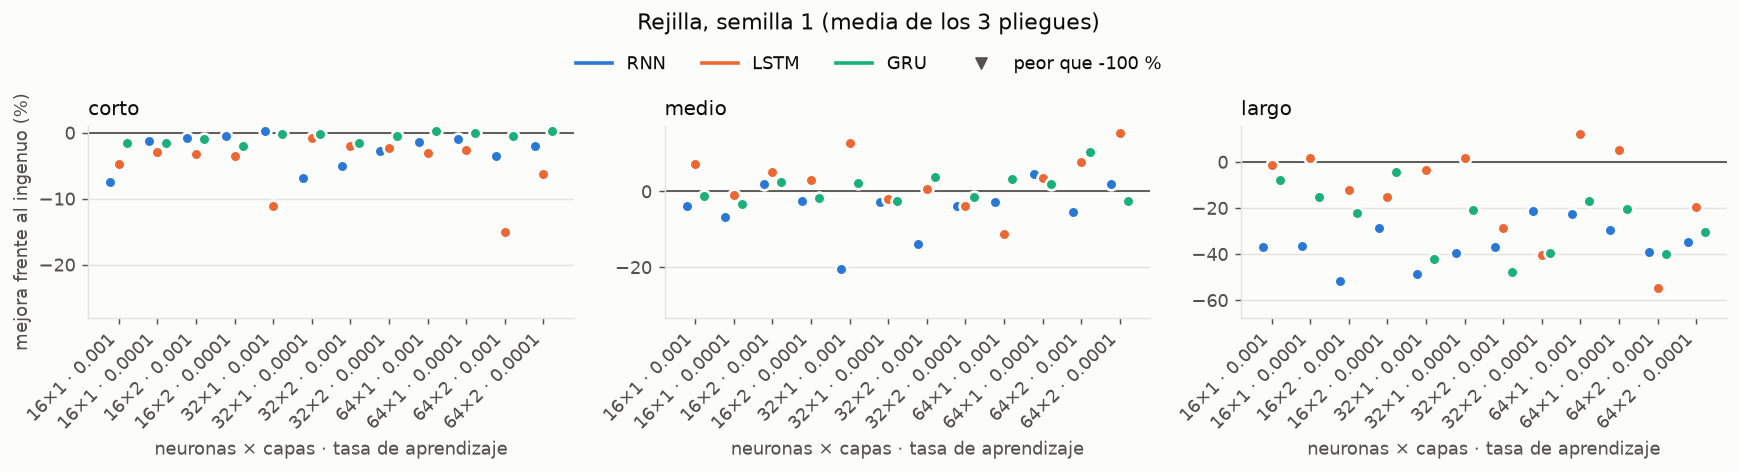 Rejilla, semilla 1 (media de los 3 pliegues)
RNN LSTM GRU peor que -100 %
mejora frente al ingenuo (%)
corto
0
−10
−20
16×1 · 0.001
16×1 · 0.0001
16×2 · 0.001
16×2 · 0.0001
32×1 · 0.001
32×1 · 0.0001
32×2 · 0.001
32×2 · 0.0001
64×1 · 0.001
64×1 · 0.0001
64×2 · 0.001
64×2 · 0.0001
neuronas × capas · tasa de aprendizaje
medio
0
−20
16×1 · 0.001
16×1 · 0.0001
16×2 · 0.001
16×2 · 0.0001
32×1 · 0.001
32×1 · 0.0001
32×2 · 0.001
32×2 · 0.0001
64×1 · 0.001
64×1 · 0.0001
64×2 · 0.001
64×2 · 0.0001
neuronas × capas · tasa de aprendizaje
largo
0
−20
−40
−60
16×1 · 0.001
16×1 · 0.0001
16×2 · 0.001
16×2 · 0.0001
32×1 · 0.001
32×1 · 0.0001
32×2 · 0.001
32×2 · 0.0001
64×1 · 0.001
64×1 · 0.0001
64×2 · 0.001
64×2 · 0.0001
neuronas × capas · tasa de aprendizaje